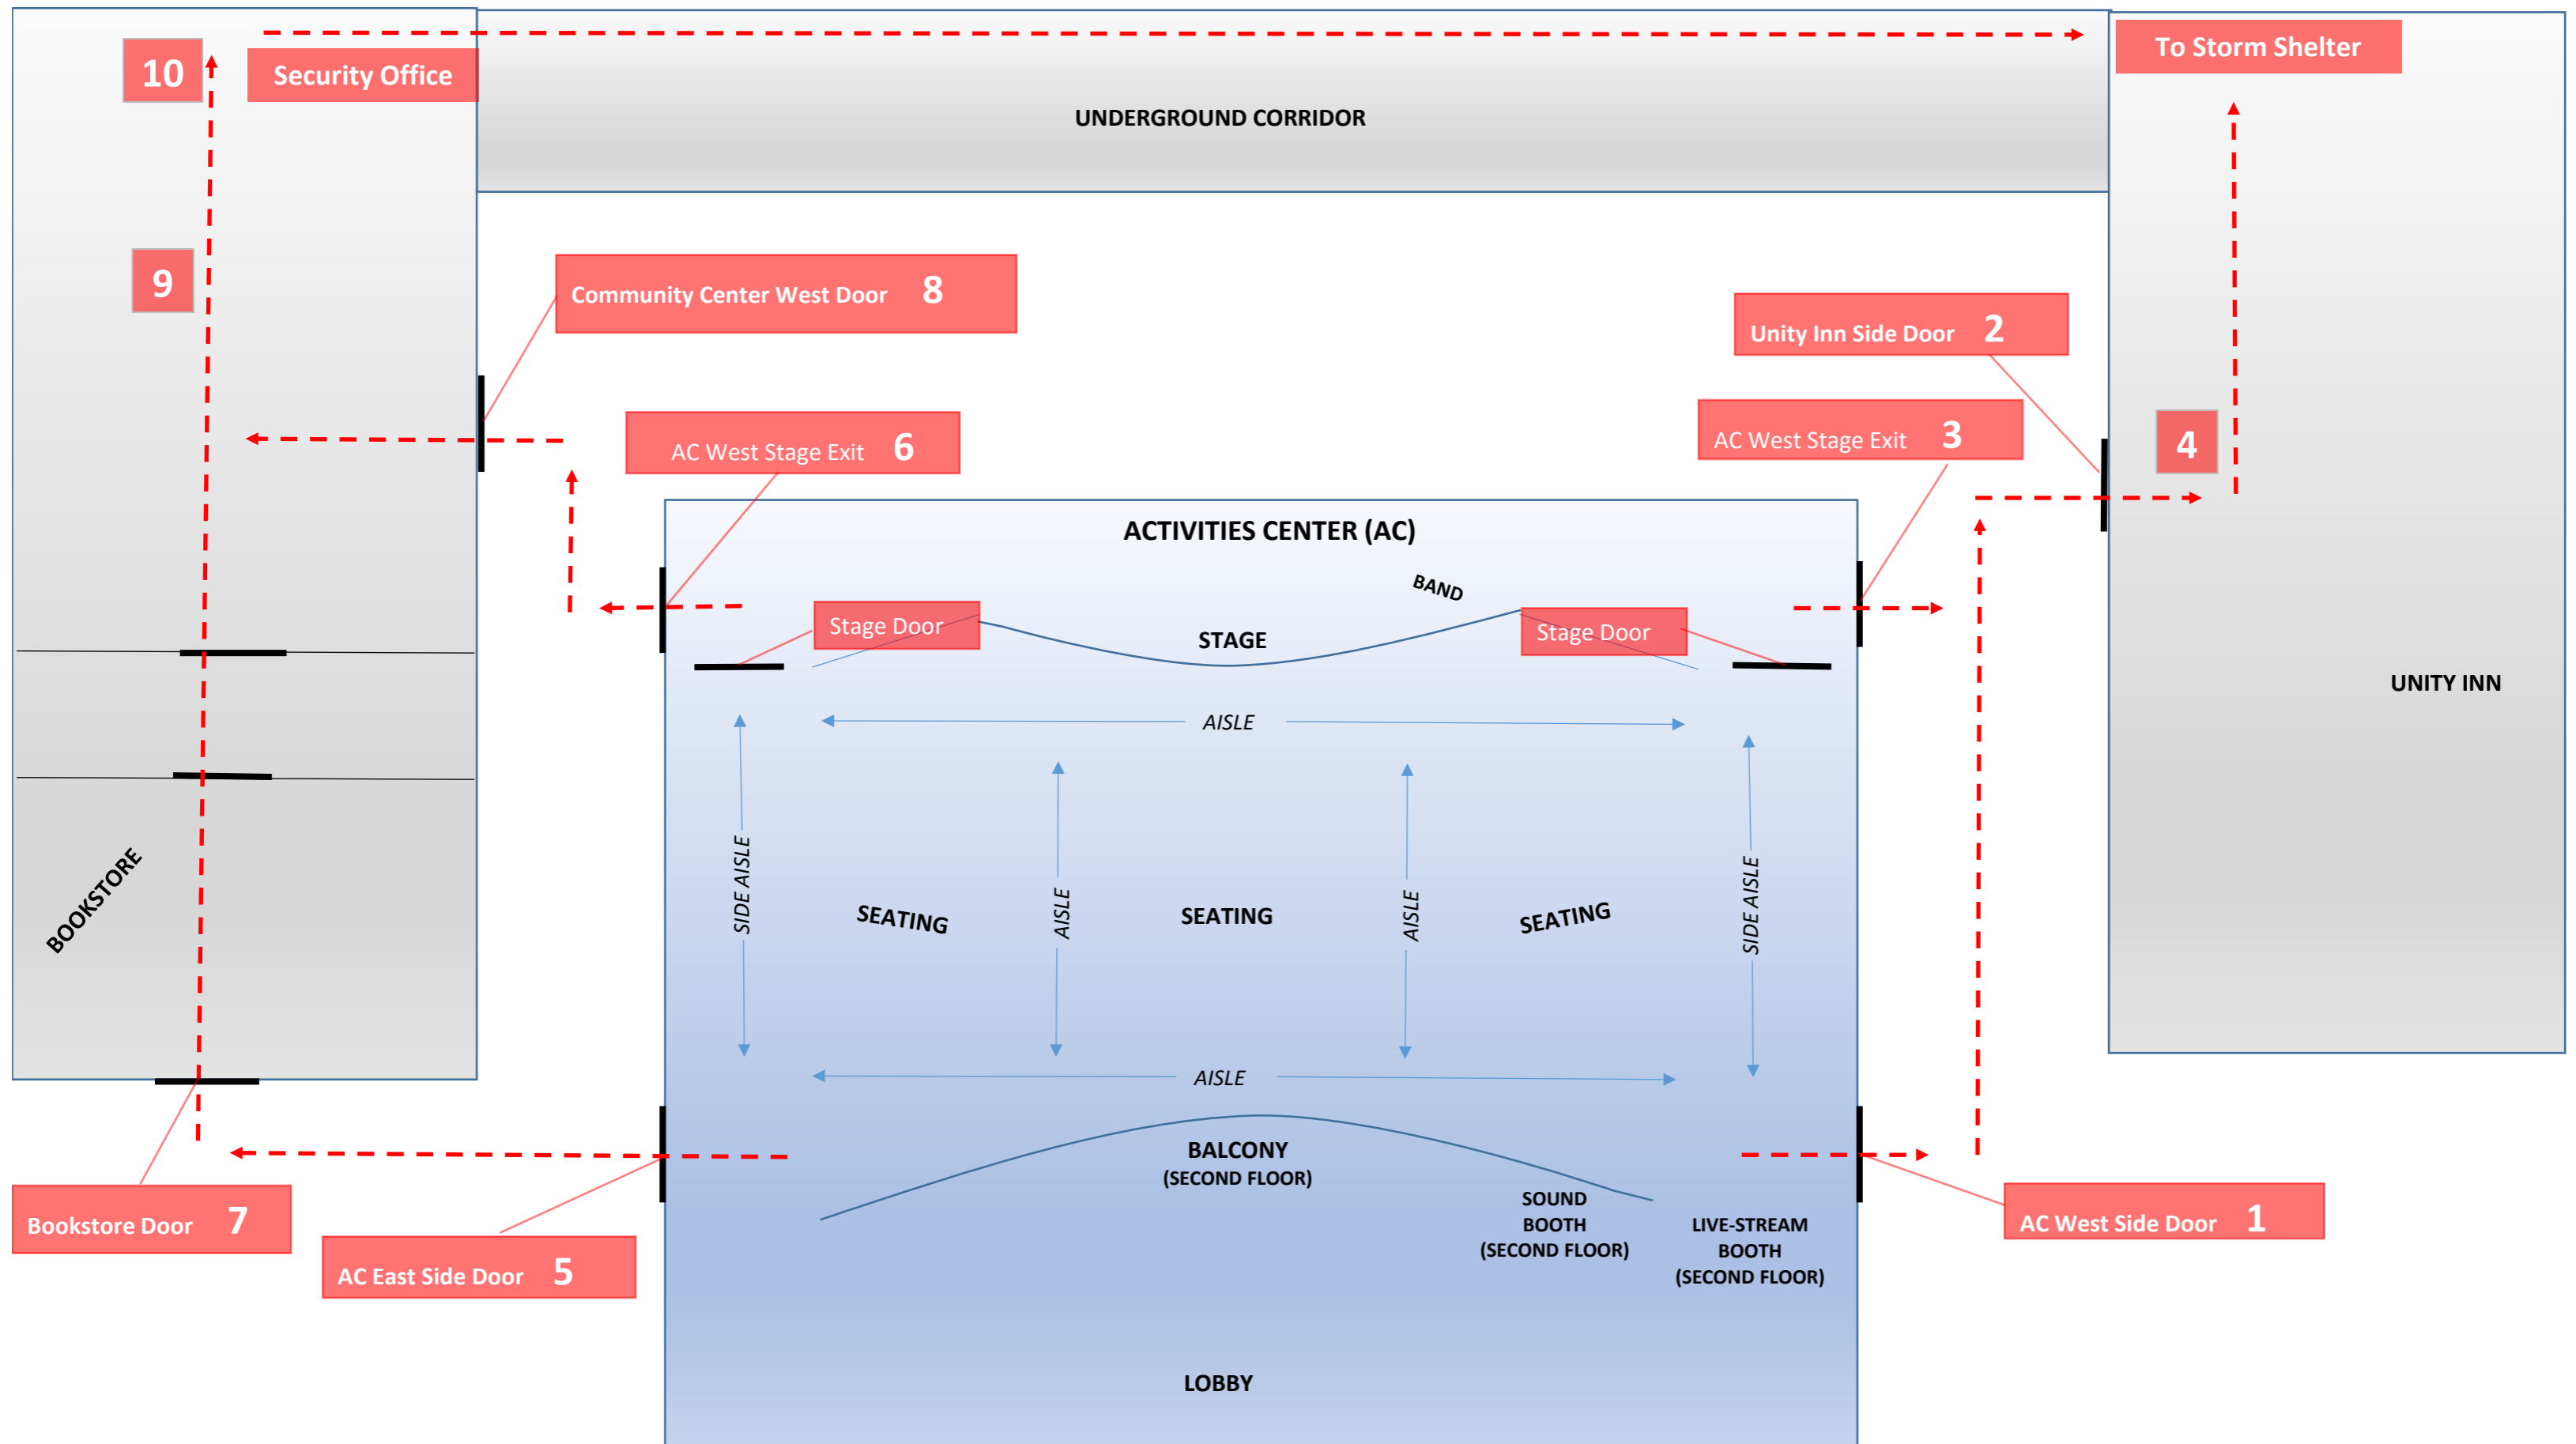 10
Security Office
To Storm Shelter
UNDERGROUND CORRIDOR
9
Community Center West Door 8
Unity Inn Side Door 2
AC West Stage Exit 6
AC West Stage Exit 3
4
ACTIVITIES CENTER (AC)
BAND
Stage Door
STAGE
Stage Door
UNITY INN
AISLE
SIDE AISLE
AISLE
AISLE
SIDE AISLE
BOOKSTORE
SEATING
SEATING
SEATING
AISLE
BALCONY
(SECOND FLOOR)
SOUND
BOOTH
(SECOND FLOOR)
LIVE-STREAM
BOOTH
(SECOND FLOOR)
Bookstore Door 7
AC East Side Door 5
AC West Side Door 1
LOBBY